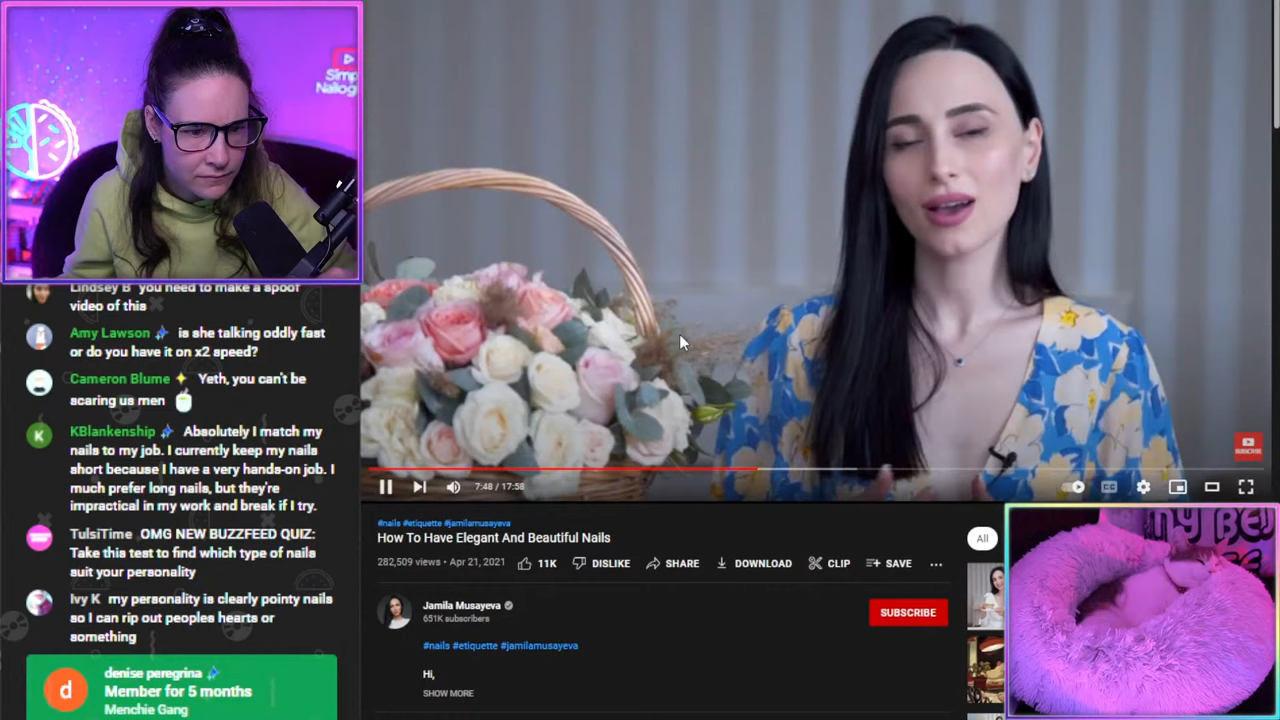 Simp
Nailog
Lindsey B you need to make a spoof
video of this
Amy Lawson is she talking oddly fast
or do you have it on x2 speed?
Cameron Blume Yeth, you can't be
scaring us men
K
KBlankenship Absolutely I match my
nails to my job. I currently keep my nails
short because I have a very hands-on job. I
much prefer long nails, but they're
impractical in my work and break if I try.
TulsiTime OMG NEW BUZZFEED QUIZ:
Take this test to find which type of nails
suit your personality
Ivy K my personality is clearly pointy nails
so I can rip out peoples hearts or
something
d
denise peregrina
Member for 5 months
Menchie Gang
SUBSCRIBE
7:48 / 17:58
CC
#nails #etiquette #jamilamusayeva
How To Have Elegant And Beautiful Nails
282,509 views • Apr 21, 2021
11K
DISLIKE
SHARE
DOWNLOAD
CLIP
SAVE
All
Jamila Musayeva
651K subscribers
SUBSCRIBE
#nails #etiquette #jamilamusayeva
Hi,
SHOW MORE
MY BED